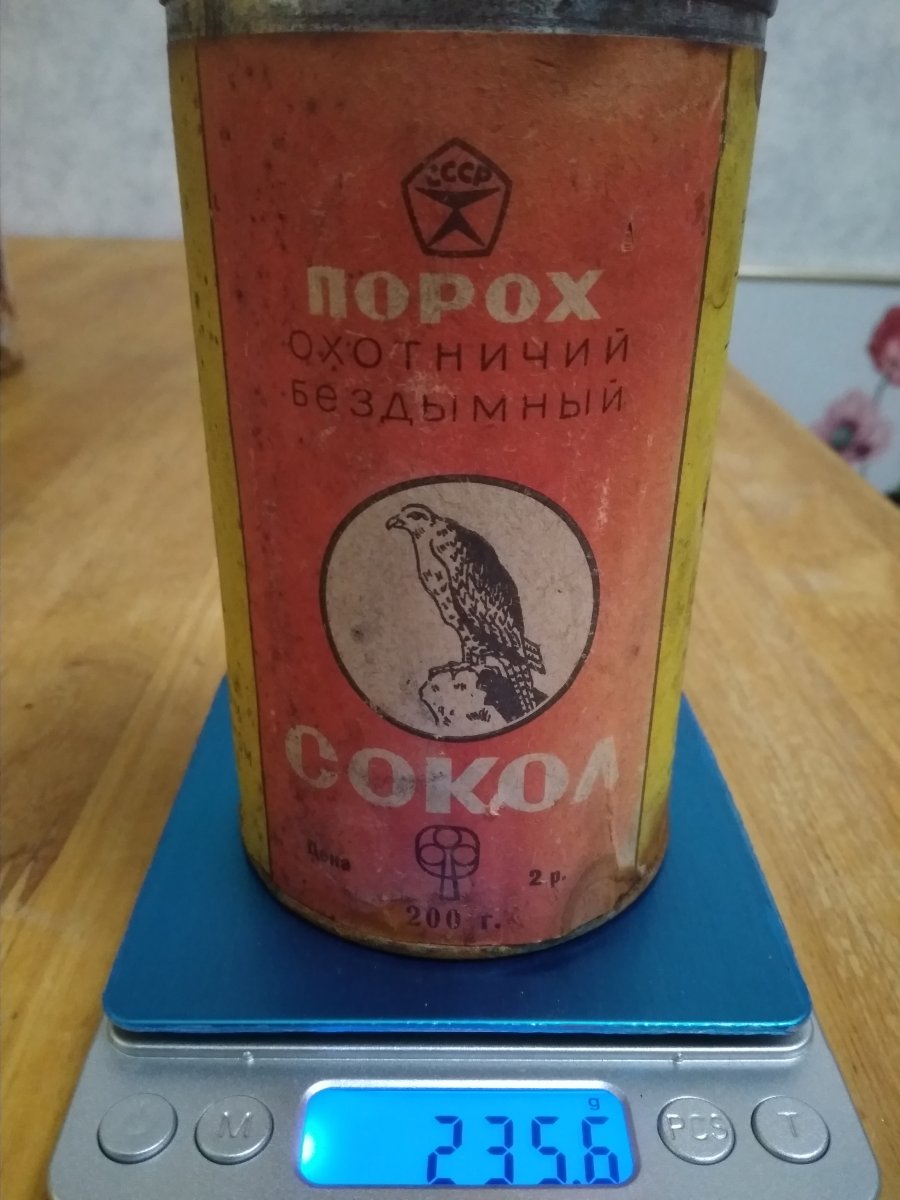 СССР
ПОРОХ
ОХОТНИЧИЙ
бездымный
СОКОЛ
Цена 2 р.
200 г.
g
235.6
M PCS T